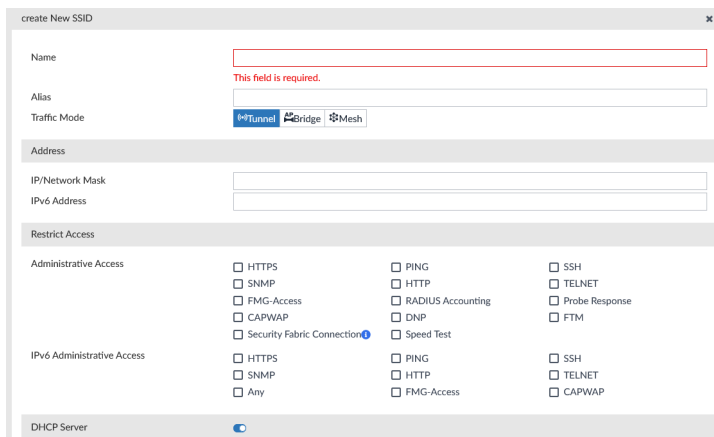 create New SSID
Name
This field is required.
Alias
Traffic Mode Tunnel Bridge Mesh
Address
IP/Network Mask
IPv6 Address
Restrict Access
Administrative Access HTTPS PING SSH
SNMP HTTP TELNET
FMG-Access RADIUS Accounting Probe Response
CAPWAP DNP FTM
Security Fabric Connection Speed Test
IPv6 Administrative Access HTTPS PING SSH
SNMP HTTP TELNET
Any FMG-Access CAPWAP
DHCP Server